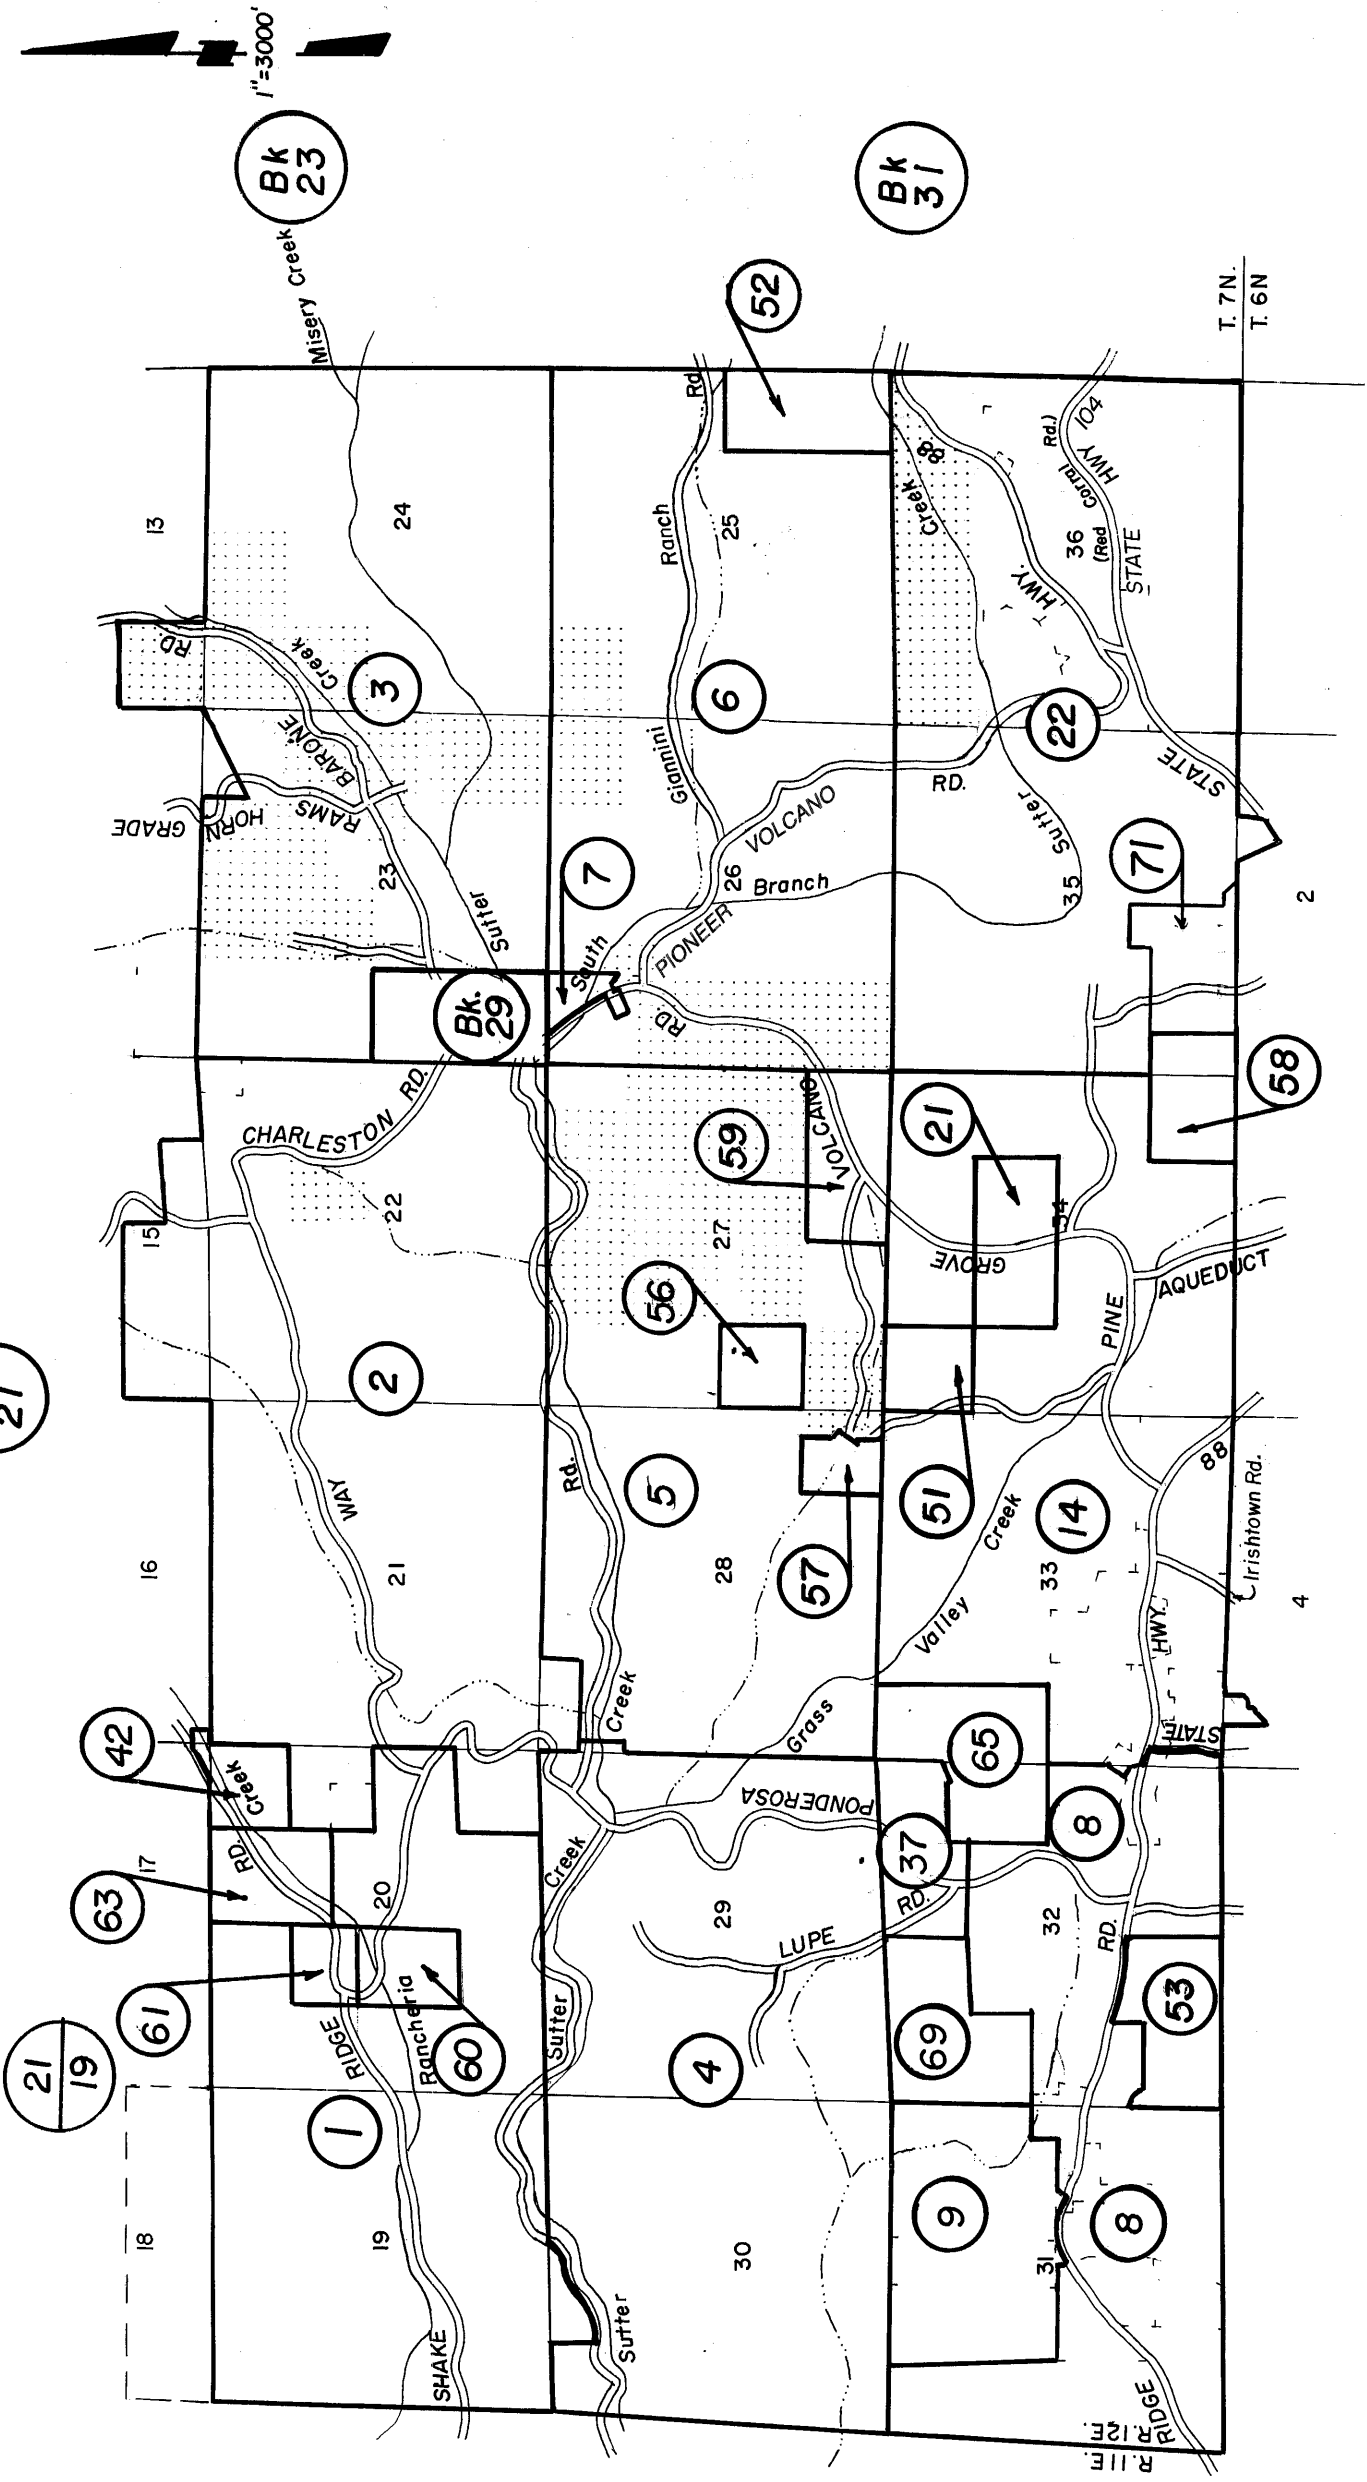 1"=3000'
Bk
23
Bk
31
21
21
19
61
63
42
18
17
16
15
13
Misery Creek
GRADE
HORN
RAMS
BARONE
RD
Creek
3
24
23
Sutter
Bk.
29
CHARLESTON RD.
22
2
WAY
21
Creek
RD.
20
RIDGE
Rancheria
60
1
19
SHAKE
Sutter
Creek
Sutter
Creek
Rd.
5
28
57
56
27
59
7
South
PIONEER
RD
VOLCANO
26
Branch
VOLCANO
RD.
Giannini
Ranch
Rd
6
25
52
Creek
88
HWY.
36
(Red Corral Rd.)
STATE
HWY 104
22
STATE
Sutter
35
71
2
58
21
34
GROVE
PINE
AQUEDUCT
51
Creek
Valley
Grass
14
33
HWY.
88
Irishtown Rd.
4
STATE
65
37
8
PONDEROSA
29
LUPE
RD.
32
RD.
53
69
4
30
9
31
8
RIDGE
R.12E.
R.11E.
T. 7N.
T. 6N